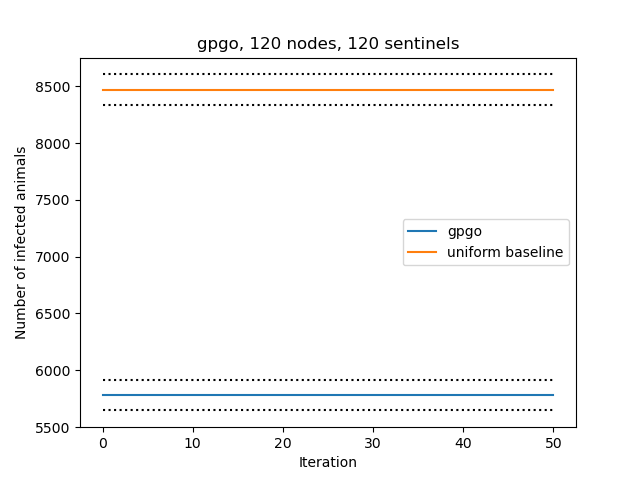 gpgo, 120 nodes, 120 sentinels
8500
8000
7500
7000
6500
6000
5500
Number of infected animals
gpgo
uniform baseline
0 10 20 30 40 50
Iteration